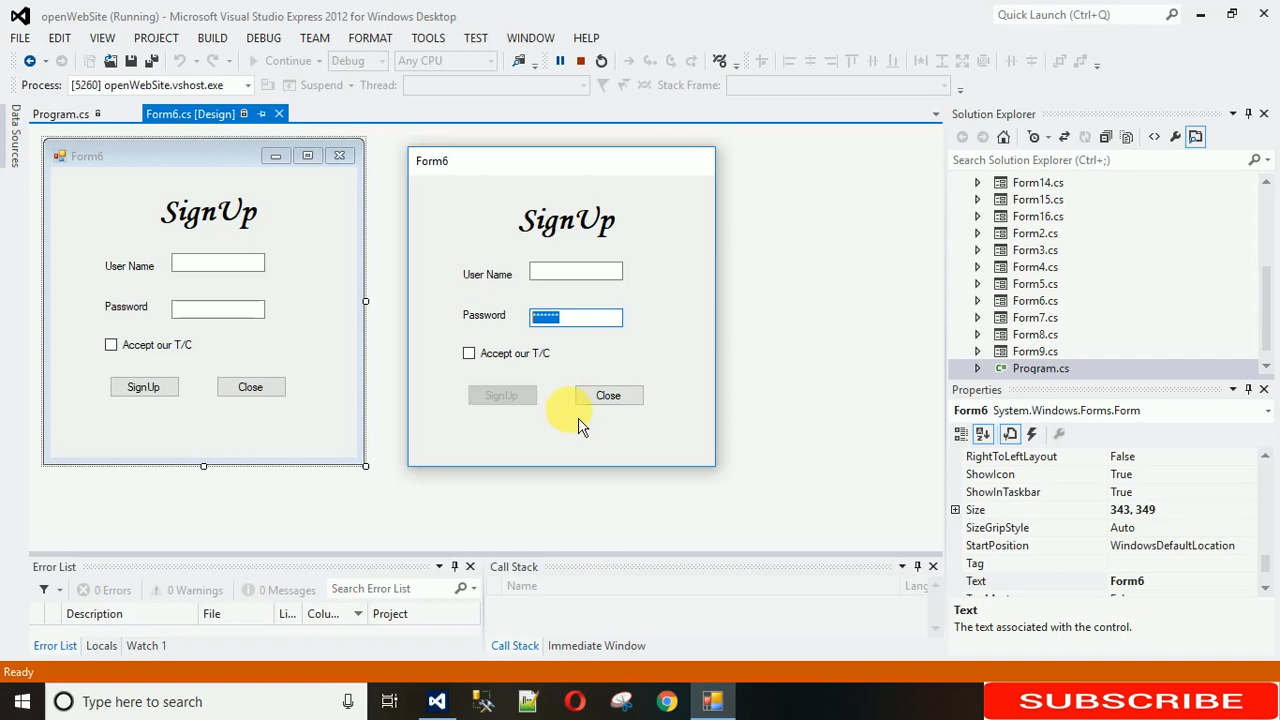 openWebSite (Running) - Microsoft Visual Studio Express 2012 for Windows Desktop
Quick Launch (Ctrl+Q)
FILE EDIT VIEW PROJECT BUILD DEBUG TEAM FORMAT TOOLS TEST WINDOW HELP
Continue Debug Any CPU
Process: [5260] openWebSite.vshost.exe Suspend Thread: Stack Frame:
Data Sources
Program.cs Form6.cs [Design]
Form6
SignUp
User Name
Password
Accept our T/C
SignUp Close
Form6
SignUp
User Name
Password *******
Accept our T/C
SignUp Close
Solution Explorer
Search Solution Explorer (Ctrl+;)
Form14.cs
Form15.cs
Form16.cs
Form2.cs
Form3.cs
Form4.cs
Form5.cs
Form6.cs
Form7.cs
Form8.cs
Form9.cs
Program.cs
Properties
Form6 System.Windows.Forms.Form
RightToLeftLayout False
ShowIcon True
ShowInTaskbar True
Size 343, 349
SizeGripStyle Auto
StartPosition WindowsDefaultLocation
Tag
Text Form6
Text
The text associated with the control.
Error List
0 Errors 0 Warnings 0 Messages Search Error List
Description File Li... Colu... Project
Error List Locals Watch 1
Call Stack
Name Lang
Call Stack Immediate Window
Ready
Type here to search
SUBSCRIBE